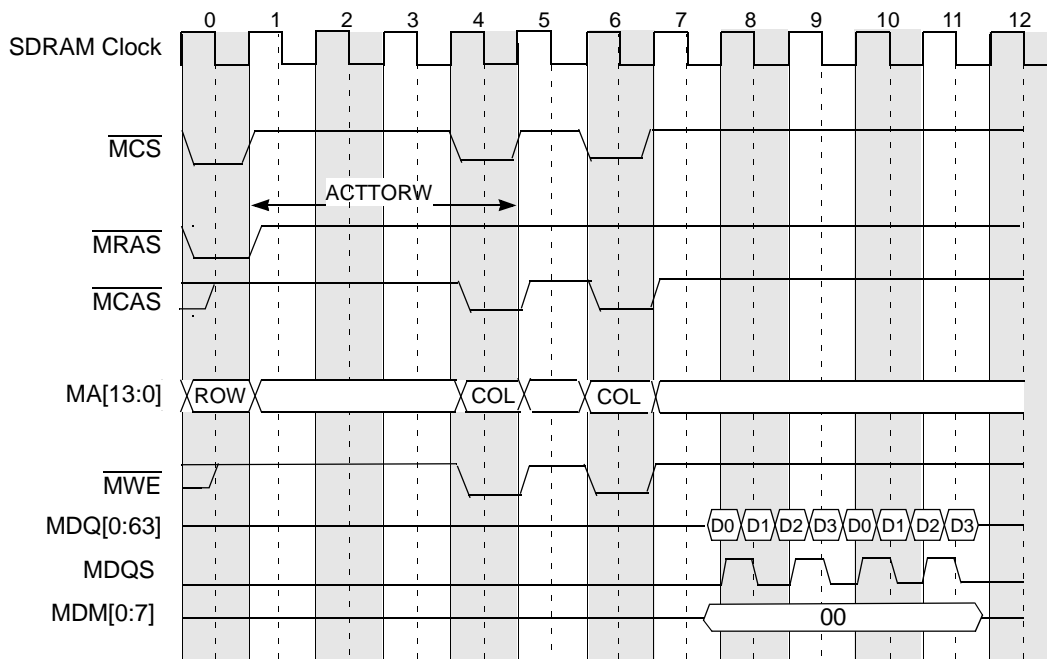 0 1 2 3 4 5 6 7 8 9 10 11 12
SDRAM Clock
MCS
ACTTORW
MRAS
MCAS
MA[13:0] ROW COL COL
MWE
MDQ[0:63] D0 D1 D2 D3 D0 D1 D2 D3
MDQS
MDM[0:7] 00